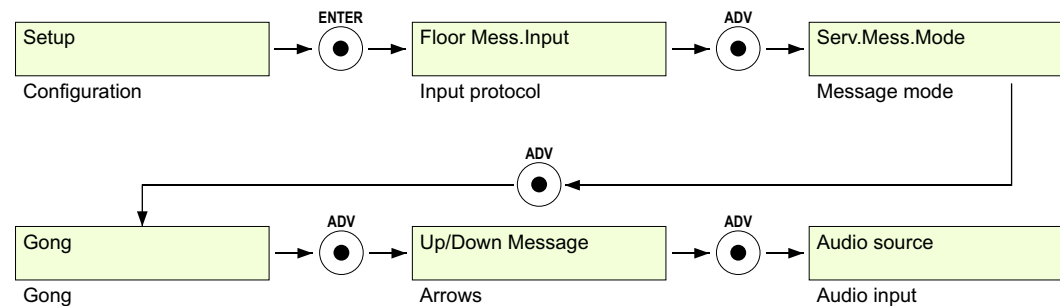 ENTER
ADV
Setup
Floor Mess.Input
Serv.Mess.Mode
Configuration
Input protocol
Message mode
ADV
ADV
ADV
Gong
Up/Down Message
Audio source
Gong
Arrows
Audio input